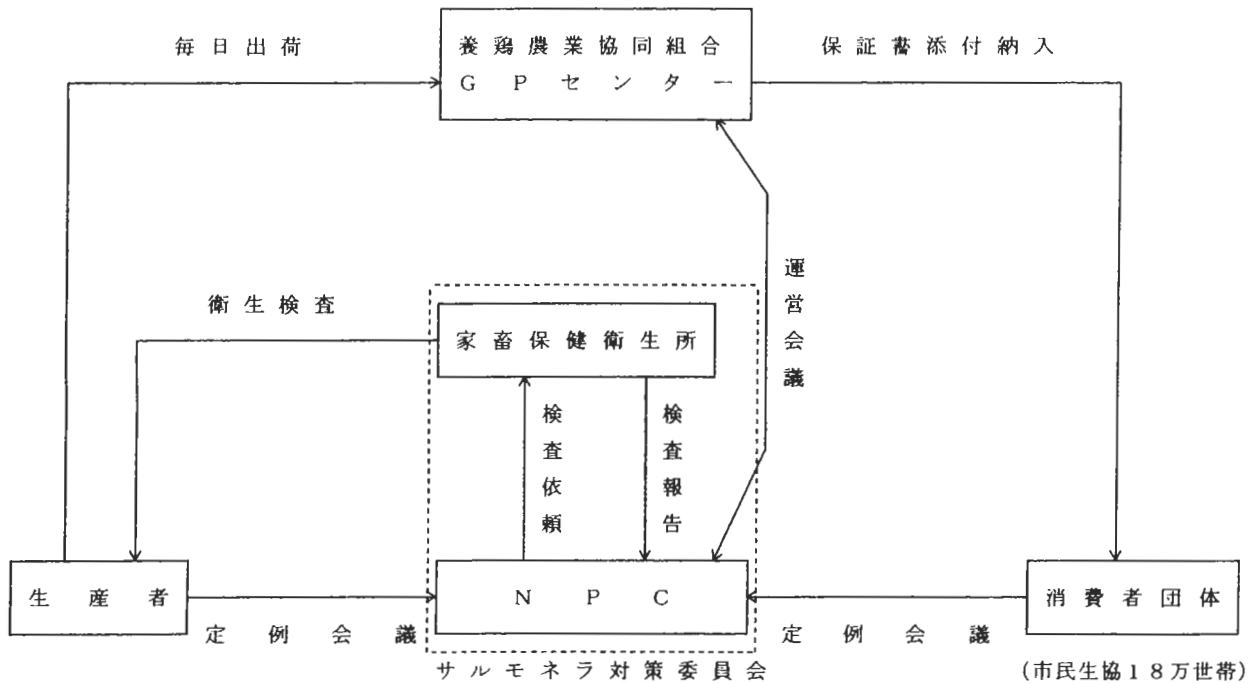 毎日出荷
養鶏農業協同組合
GPセンター
保証書添付納入
衛生検査
家畜保健衛生所
運営会議
検査依頼
検査報告
生産者
NPC
消費者団体
定例会議
定例会議
サルモネラ対策委員会
(市民生協18万世帯)